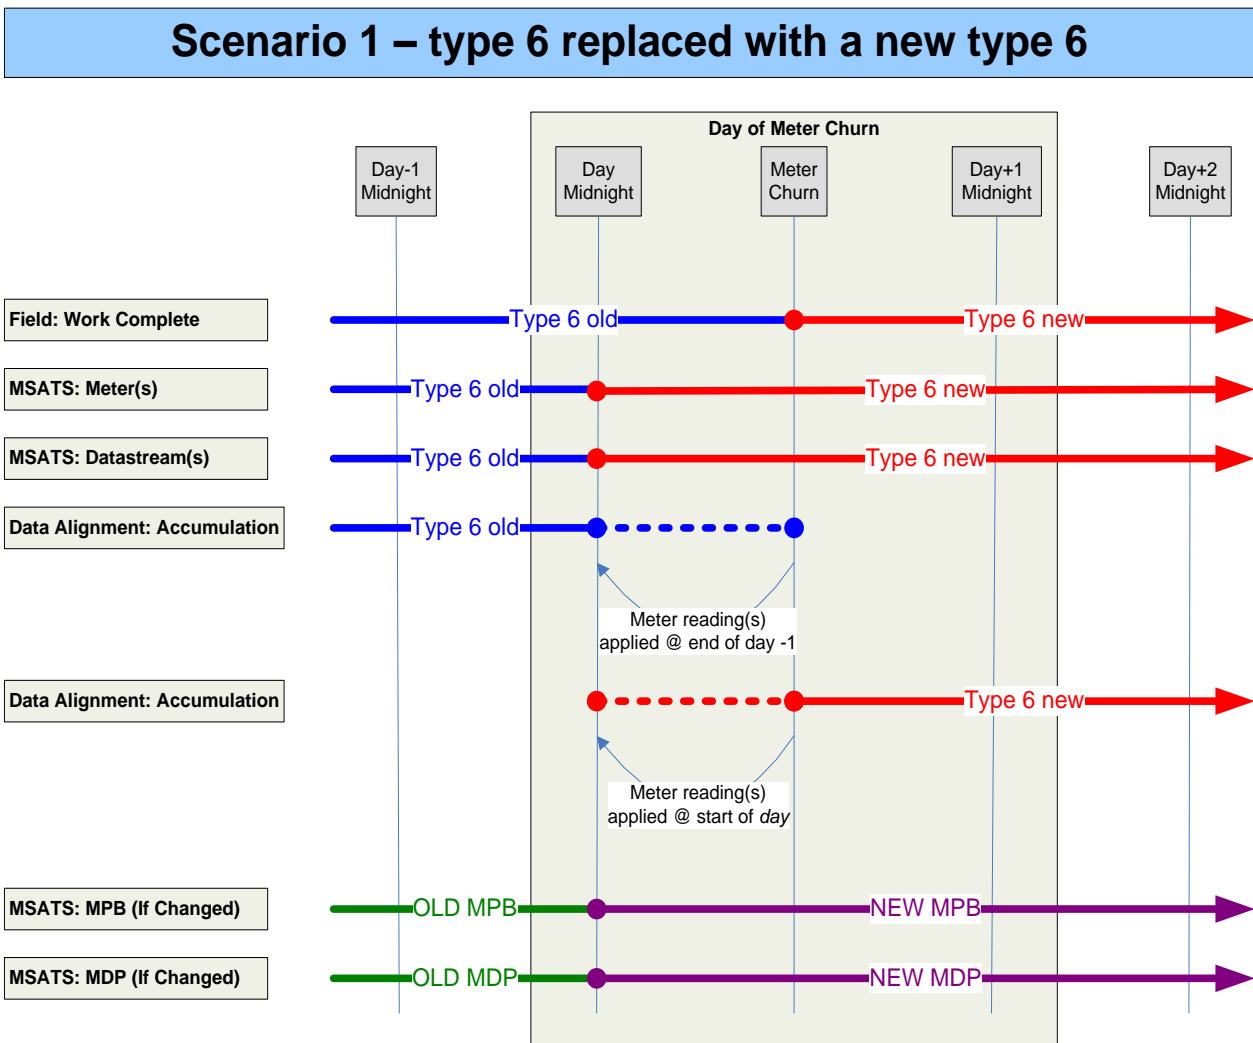 Scenario 1 – type 6 replaced with a new type 6
Day of Meter Churn
Day-1
Midnight
Day
Midnight
Meter
Churn
Day+1
Midnight
Day+2
Midnight
Field: Work Complete
Type 6 old
Type 6 new
MSATS: Meter(s)
Type 6 old
Type 6 new
MSATS: Datastream(s)
Type 6 old
Type 6 new
Data Alignment: Accumulation
Type 6 old
Meter reading(s)
applied @ end of day -1
Data Alignment: Accumulation
Type 6 new
Meter reading(s)
applied @ start of day
MSATS: MPB (If Changed)
OLD MPB
NEW MPB
MSATS: MDP (If Changed)
OLD MDP
NEW MDP